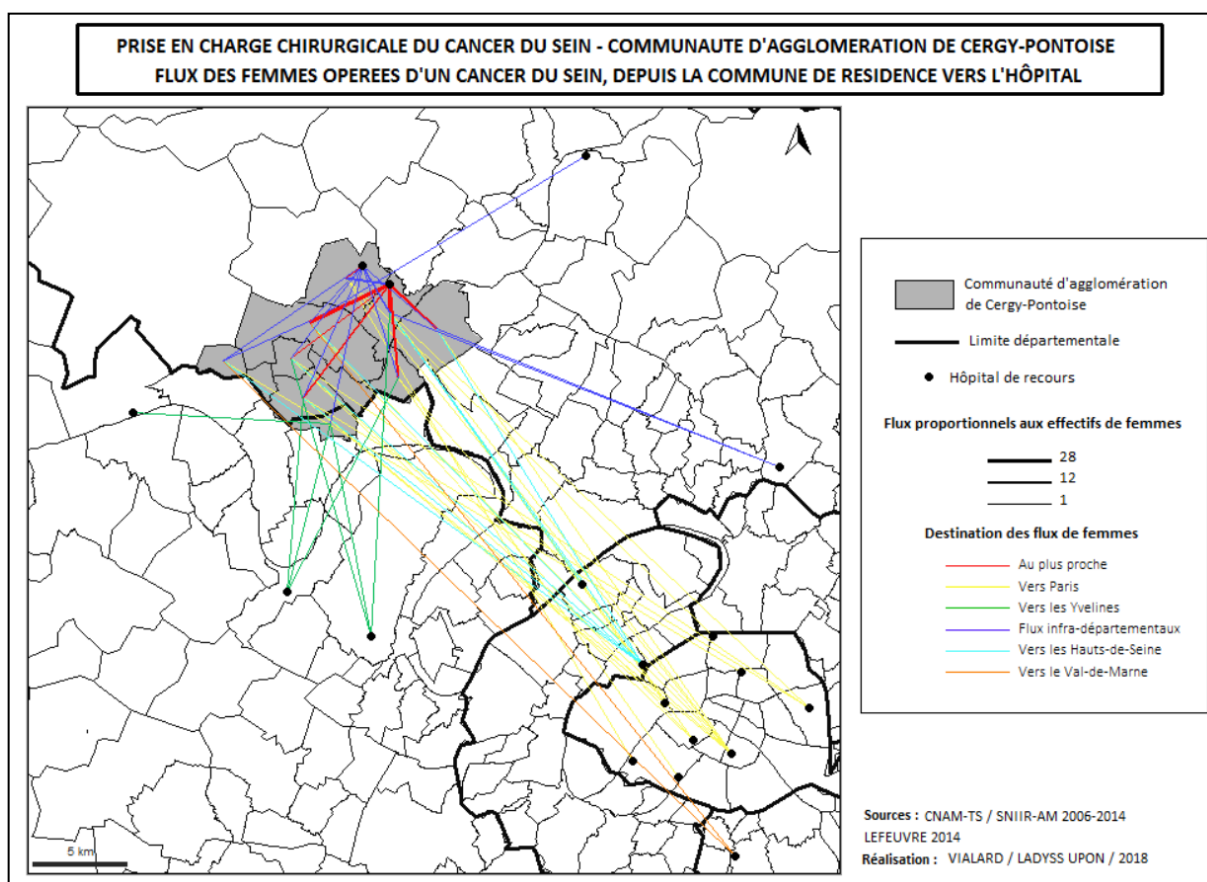 PRISE EN CHARGE CHIRURGICALE DU CANCER DU SEIN - COMMUNAUTE D'AGGLOMERATION DE CERGY-PONTOISE
FLUX DES FEMMES OPEREES D'UN CANCER DU SEIN, DEPUIS LA COMMUNE DE RESIDENCE VERS L'HÔPITAL
Communauté d'agglomération
de Cergy-Pontoise
Limite départementale
Hôpital de recours
Flux proportionnels aux effectifs de femmes
28
12
1
Destination des flux de femmes
Au plus proche
Vers Paris
Vers les Yvelines
Flux infra-départementaux
Vers les Hauts-de-Seine
Vers le Val-de-Marne
5 km
Sources : CNAM-TS / SNIIR-AM 2006-2014
LEFEUVRE 2014
Réalisation : VIALARD / LADYSS UPON / 2018